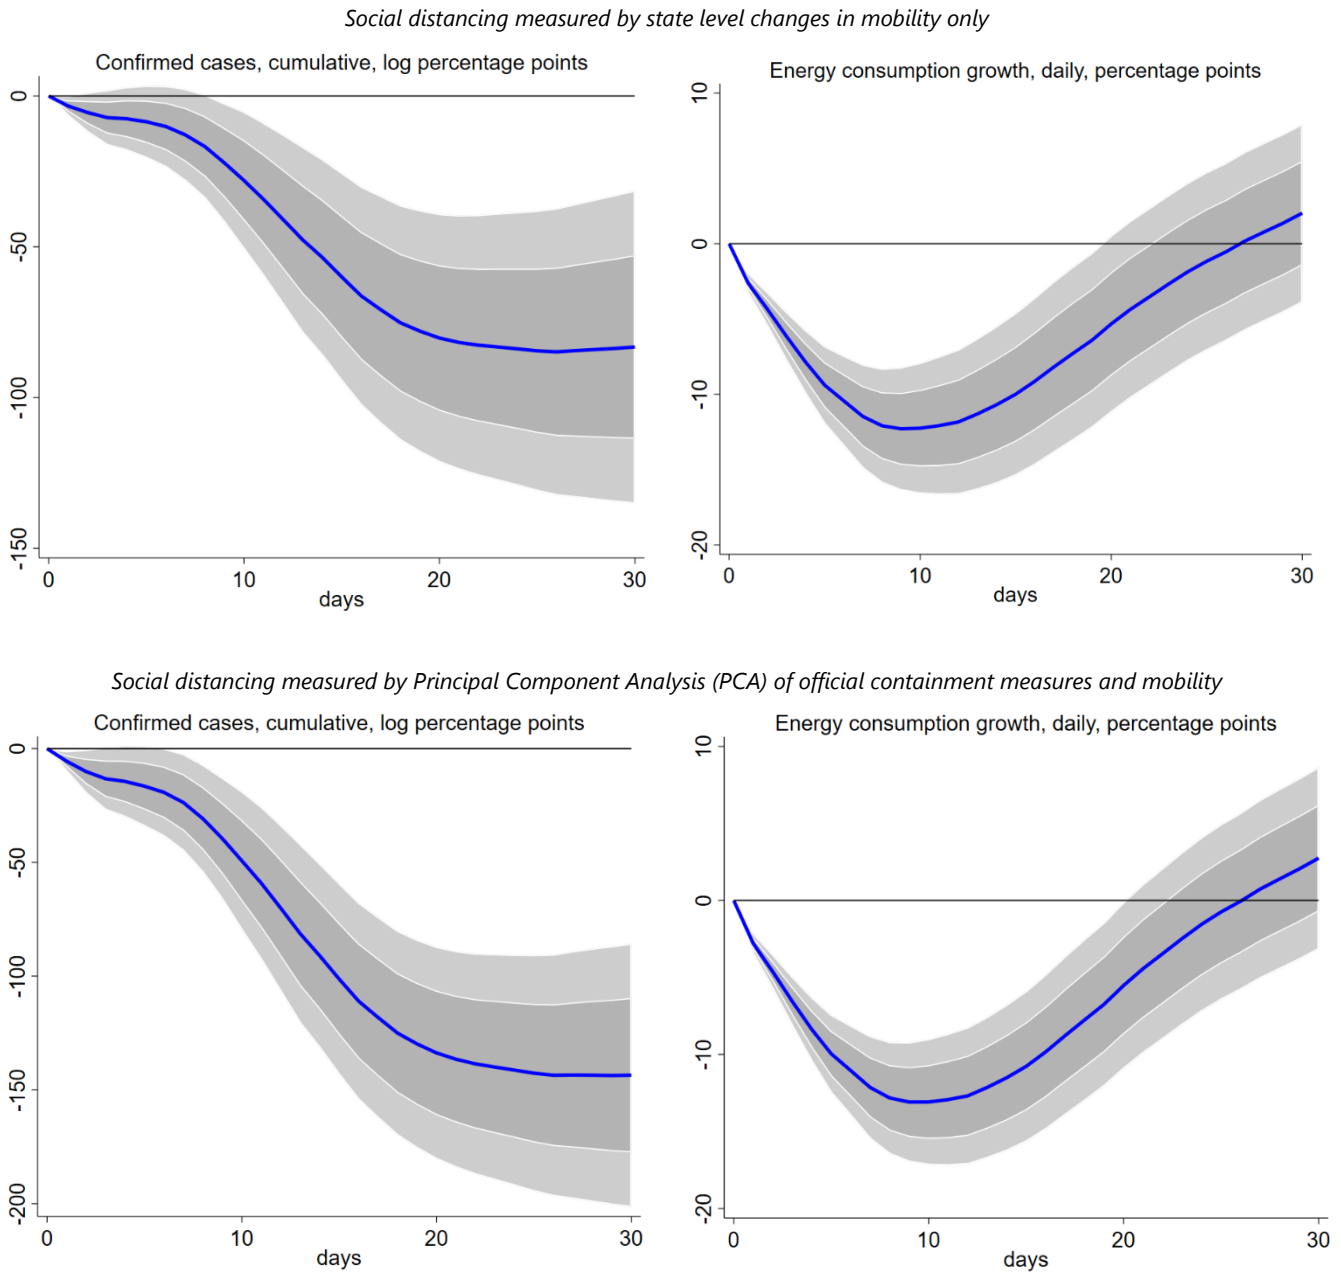 Social distancing measured by state level changes in mobility only
Confirmed cases, cumulative, log percentage points
0
-50
-100
-150
0 10 20 30
days
Energy consumption growth, daily, percentage points
10
0
-10
-20
0 10 20 30
days
Social distancing measured by Principal Component Analysis (PCA) of official containment measures and mobility
Confirmed cases, cumulative, log percentage points
0
-50
-100
-150
-200
0 10 20 30
days
Energy consumption growth, daily, percentage points
10
0
-10
-20
0 10 20 30
days